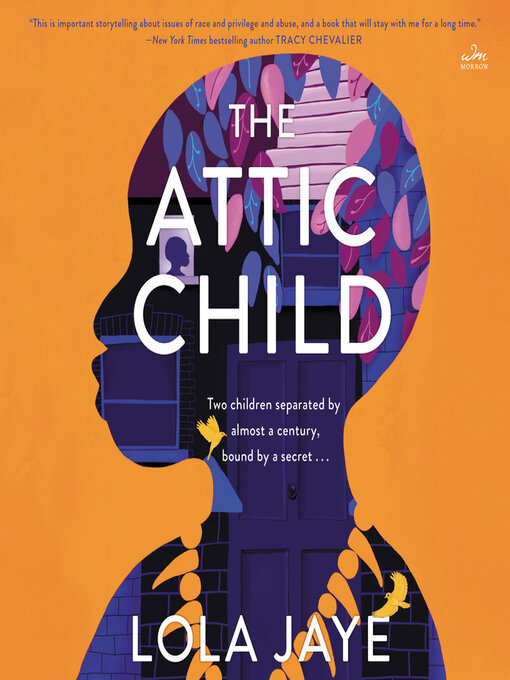 "This is important storytelling about issues of race and privilege and abuse, and a book that will stay with me for a long time."
—New York Times bestselling author TRACY CHEVALIER
wm
MORROW
THE
ATTIC
CHILD
Two children separated by
almost a century,
bound by a secret . . .
LOLA JAYE